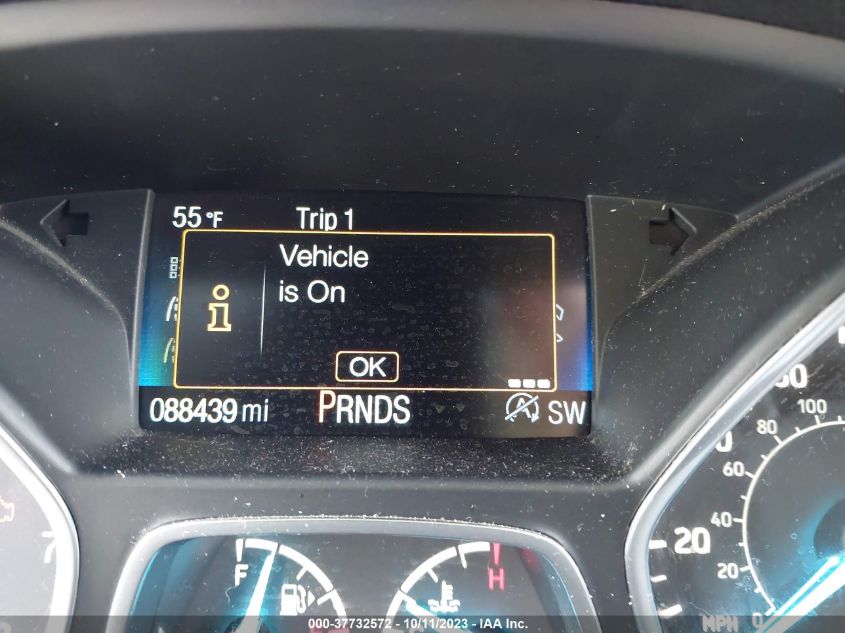 55°F Trip 1
Vehicle
is On
OK
088439 mi PRNDS SW
F
H
20
0
20
40
60
80
100
MPH
000-37732572 - 10/11/2023 - IAA Inc.